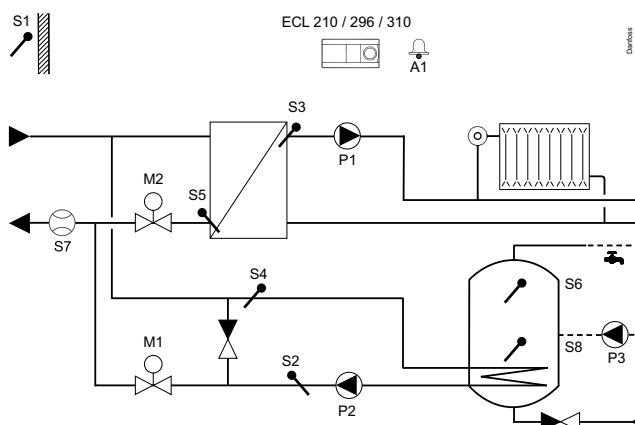 S1
ECL 210 / 296 / 310
A1
Danfoss
S3
P1
M2
S5
S7
S4
S6
M1
S2
P2
S8
P3